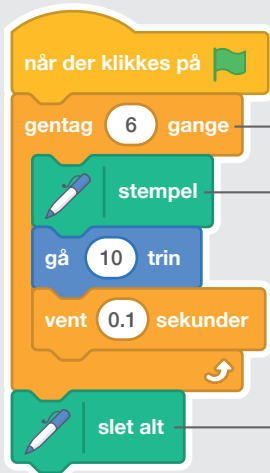 når der klikkes på
gentag 6 gange
stempel
gå 10 trin
vent 0.1 sekunder
slet alt